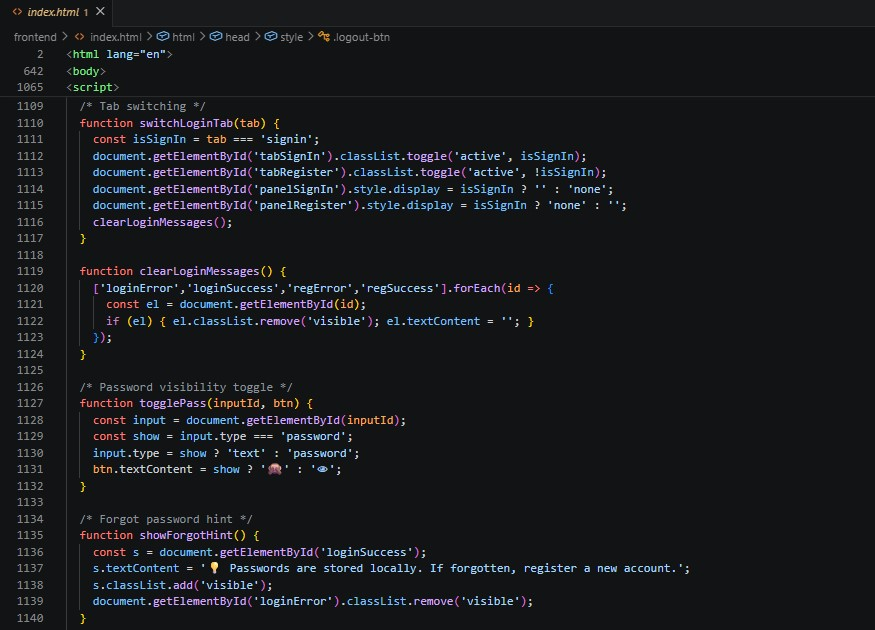 <> index.html 1 ×
frontend > <> index.html > html > head > style > .logout-btn
2 <html lang="en">
642 <body>
1065 <script>
1109 /* Tab switching */
1110 function switchLoginTab(tab) {
1111 const isSignIn = tab === 'signin';
1112 document.getElementById('tabSignIn').classList.toggle('active', isSignIn);
1113 document.getElementById('tabRegister').classList.toggle('active', !isSignIn);
1114 document.getElementById('panelSignIn').style.display = isSignIn ? '' : 'none';
1115 document.getElementById('panelRegister').style.display = isSignIn ? 'none' : '';
1116 clearLoginMessages();
1117 }
1118
1119 function clearLoginMessages() {
1120 ['loginError','loginSuccess','regError','regSuccess'].forEach(id => {
1121 const el = document.getElementById(id);
1122 if (el) { el.classList.remove('visible'); el.textContent = ''; }
1123 });
1124 }
1125
1126 /* Password visibility toggle */
1127 function togglePass(inputId, btn) {
1128 const input = document.getElementById(inputId);
1129 const show = input.type === 'password';
1130 input.type = show ? 'text' : 'password';
1131 btn.textContent = show ? '🙈' : '👁';
1132 }
1133
1134 /* Forgot password hint */
1135 function showForgotHint() {
1136 const s = document.getElementById('loginSuccess');
1137 s.textContent = '💡 Passwords are stored locally. If forgotten, register a new account.';
1138 s.classList.add('visible');
1139 document.getElementById('loginError').classList.remove('visible');
1140 }